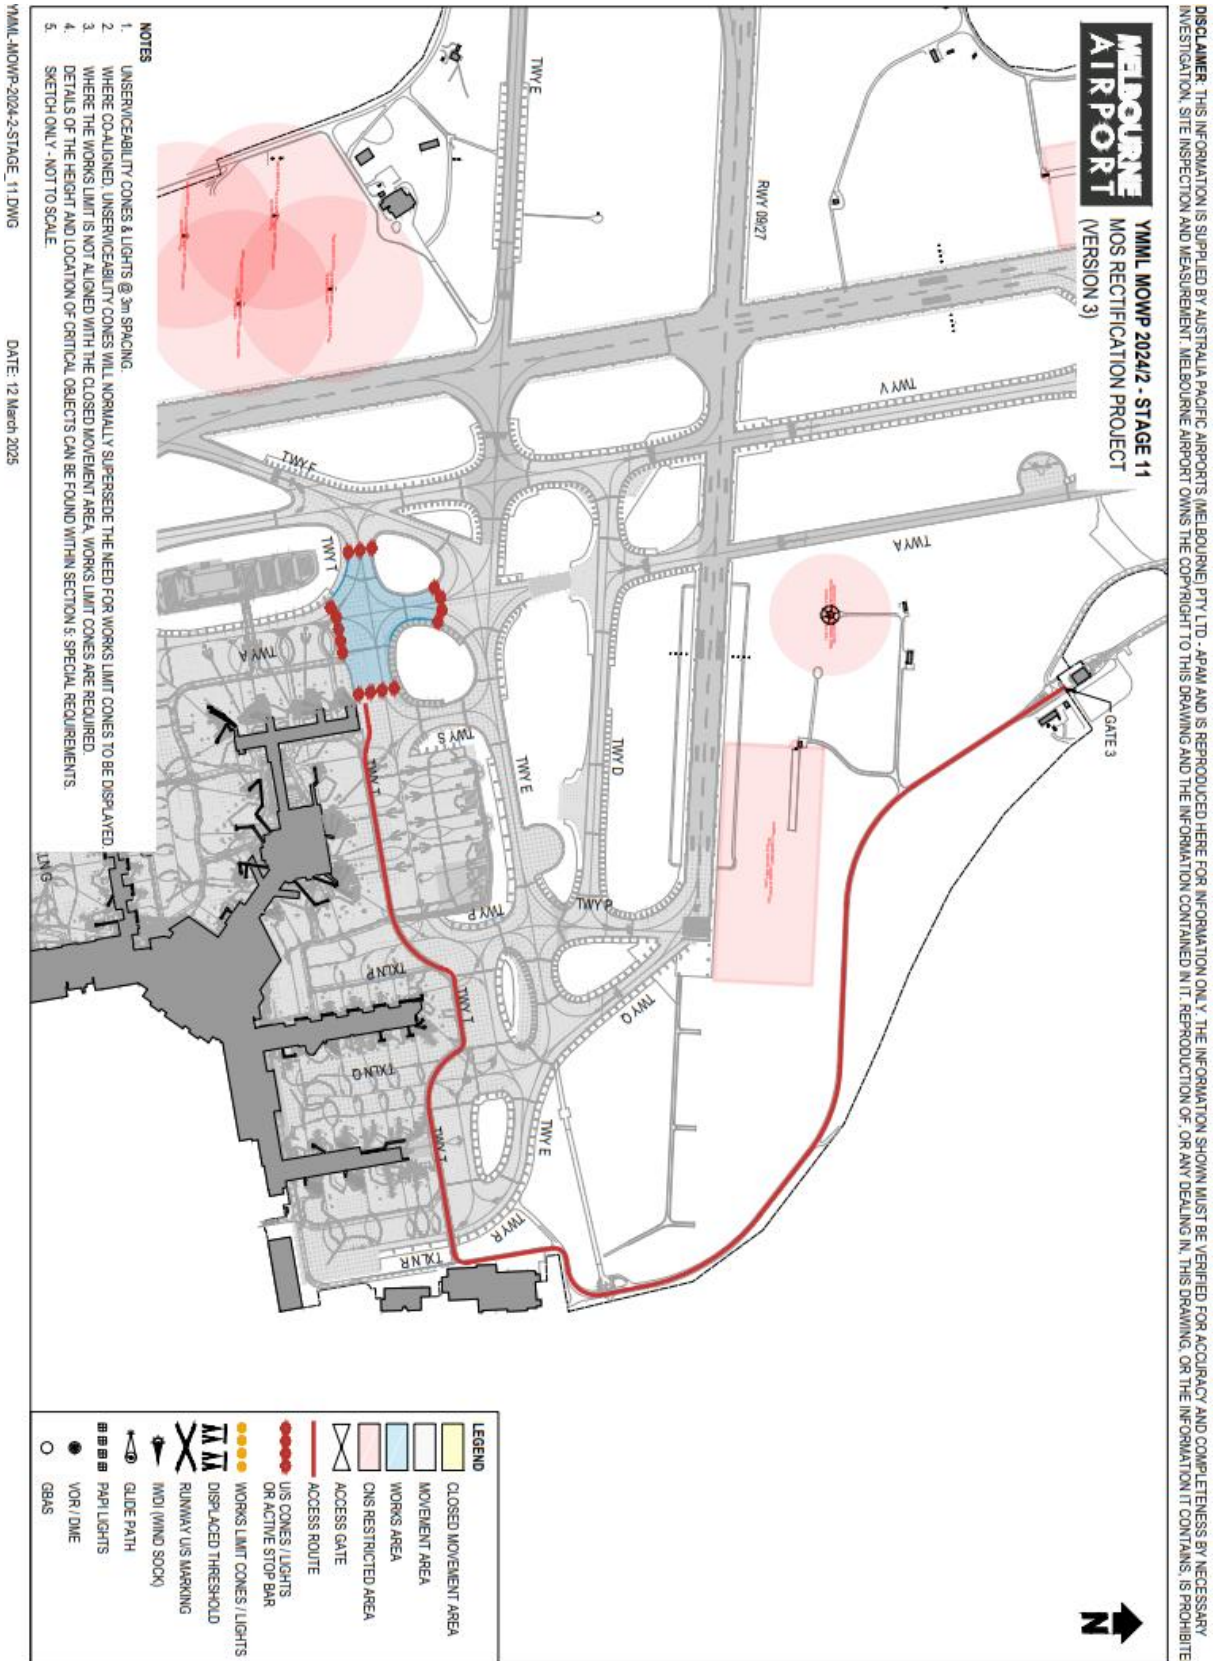 DISCLAIMER: THIS INFORMATION IS SUPPLIED BY AUSTRALIA PACIFIC AIRPORTS (MELBOURNE) PTY LTD - APAM AND IS REPRODUCED HERE FOR INFORMATION ONLY. THE INFORMATION SHOWN MUST BE VERIFIED FOR ACCURACY AND COMPLETENESS BY NECESSARY
INVESTIGATION, SITE INSPECTION AND MEASUREMENT. MELBOURNE AIRPORT OWNS THE COPYRIGHT TO THIS DRAWING AND THE INFORMATION CONTAINED IN IT. REPRODUCTION OF, OR ANY DEALING IN, THIS DRAWING, OR THE INFORMATION IT CONTAINS, IS PROHIBITE
MELBOURNE
AIRPORT
YMML MOWP 2024/2 - STAGE 11
MOS RECTIFICATION PROJECT
(VERSION 3)
N
GATE 3
RWY 09/27
TWY V
TWY A
TWY E
TWY F
TWY T
TWY A
TWY S
TWY E
TWY D
TWY T
TWY P
TWY P
TXLN P
TWY T
TWY Q
TXLN Q
TWY T
TWY E
TWY R
TXLN R
LN G
NOTES
1. UNSERVICEABILITY CONES & LIGHTS @ 3m SPACING.
2. WHERE CO-ALIGNED, UNSERVICEABILITY CONES WILL NORMALLY SUPERSEDE THE NEED FOR WORKS LIMIT CONES TO BE DISPLAYED.
3. WHERE THE WORKS LIMIT IS NOT ALIGNED WITH THE CLOSED MOVEMENT AREA, WORKS LIMIT CONES ARE REQUIRED.
4. DETAILS OF THE HEIGHT AND LOCATION OF CRITICAL OBJECTS CAN BE FOUND WITHIN SECTION 5: SPECIAL REQUIREMENTS.
5. SKETCH ONLY - NOT TO SCALE.
LEGEND
CLOSED MOVEMENT AREA
MOVEMENT AREA
WORKS AREA
CNS RESTRICTED AREA
ACCESS GATE
ACCESS ROUTE
U/S CONES / LIGHTS
OR ACTIVE STOP BAR
WORKS LIMIT CONES / LIGHTS
DISPLACED THRESHOLD
RUNWAY U/S MARKING
IWDI (WIND SOCK)
GLIDE PATH
PAPI LIGHTS
VOR / DME
GBAS
YMML-MOWP-2024-2-STAGE_11.DWG
DATE: 12 March 2025